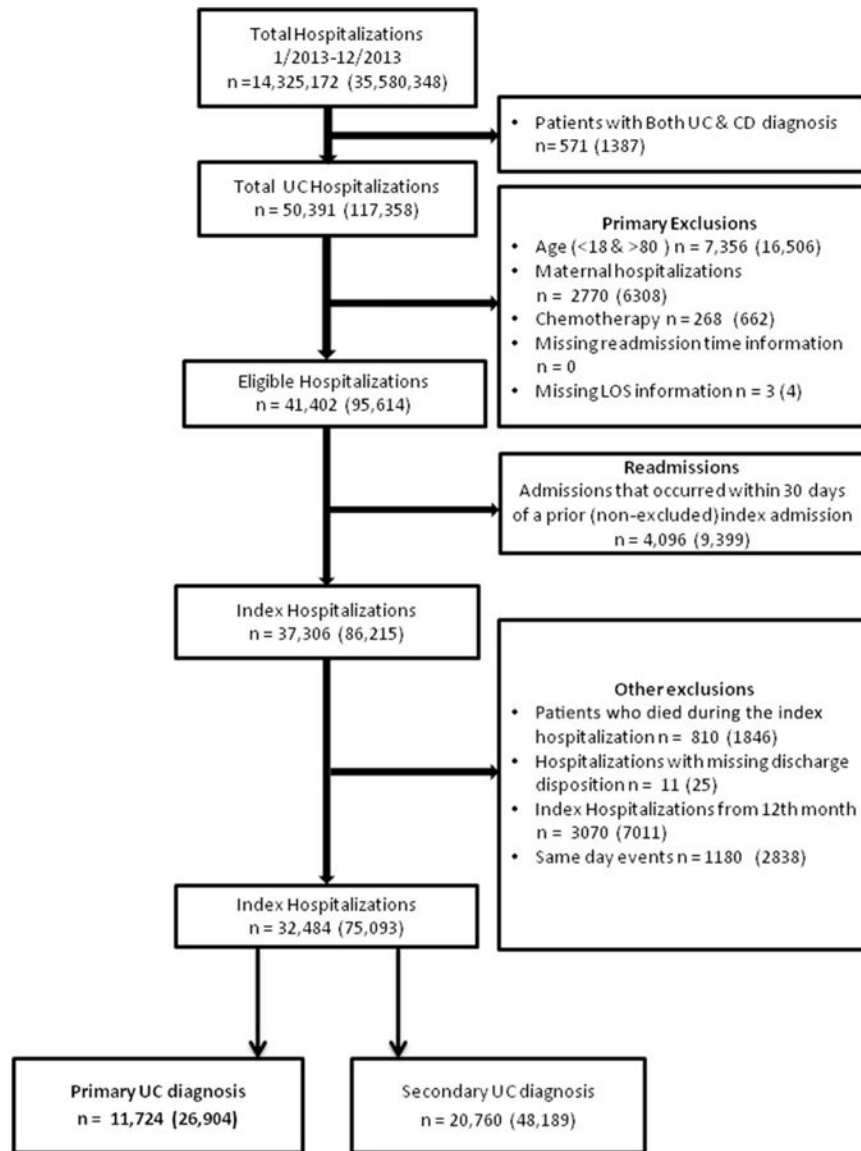 Total Hospitalizations
1/2013-12/2013
n =14,325,172 (35,580,348)
• Patients with Both UC & CD diagnosis
n= 571 (1387)
Total UC Hospitalizations
n = 50,391 (117,358)
Primary Exclusions
• Age (<18 & >80 ) n = 7,356 (16,506)
• Maternal hospitalizations
n = 2770 (6308)
• Chemotherapy n = 268 (662)
• Missing readmission time information
n = 0
• Missing LOS information n = 3 (4)
Eligible Hospitalizations
n = 41,402 (95,614)
Readmissions
Admissions that occurred within 30 days
of a prior (non-excluded) index admission
n = 4,096 (9,399)
Index Hospitalizations
n = 37,306 (86,215)
Other exclusions
• Patients who died during the index
hospitalization n = 810 (1846)
• Hospitalizations with missing discharge
disposition n = 11 (25)
• Index Hospitalizations from 12th month
n = 3070 (7011)
• Same day events n = 1180 (2838)
Index Hospitalizations
n = 32,484 (75,093)
Primary UC diagnosis
n = 11,724 (26,904)
Secondary UC diagnosis
n = 20,760 (48,189)